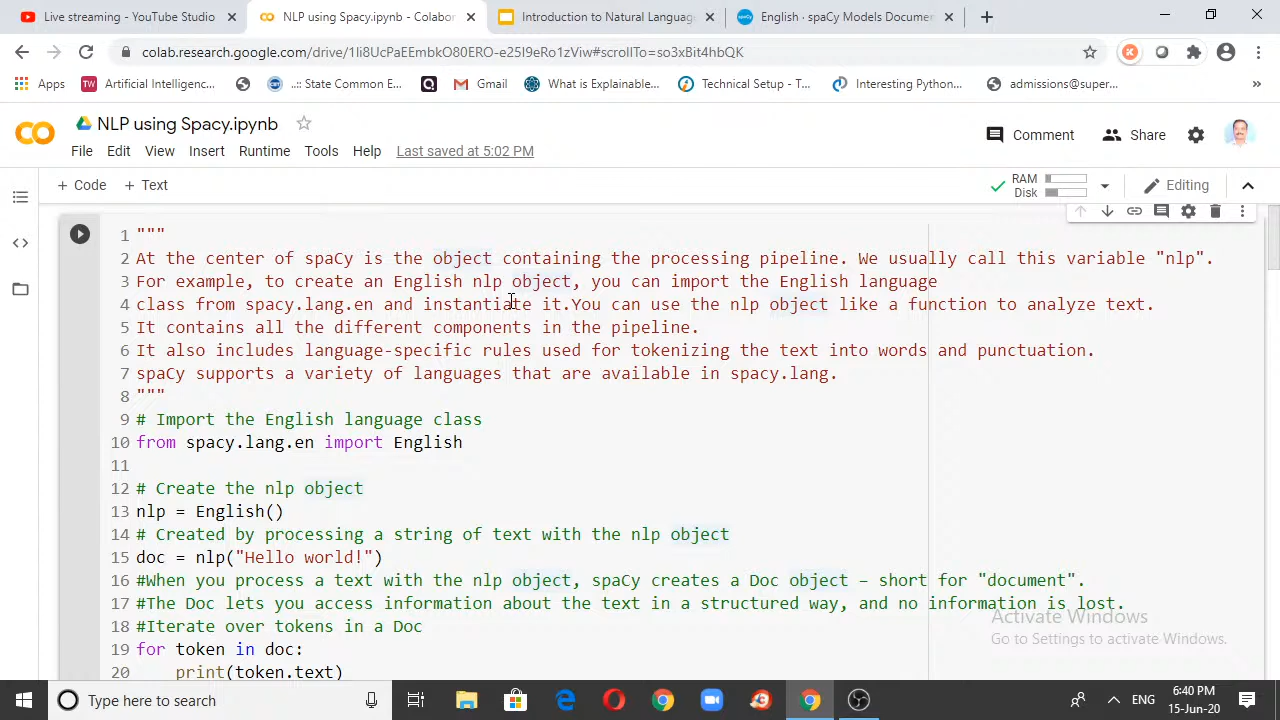 Live streaming - YouTube Studio
NLP using Spacy.ipynb - Colabor
Introduction to Natural Language
English · spaCy Models Documen
colab.research.google.com/drive/1Ii8UcPaEEmbkO80ERO-e25I9eRo1zViw#scrollTo=so3xBit4hbQK
Apps
TW
Artificial Intelligenc...
..:: State Common E...
Gmail
What is Explainable...
Technical Setup - T...
Interesting Python...
admissions@super...
NLP using Spacy.ipynb
Comment
Share
File Edit View Insert Runtime Tools Help Last saved at 5:02 PM
+ Code + Text
RAM
Disk
Editing
1 """
2 At the center of spaCy is the object containing the processing pipeline. We usually call this variable "nlp".
3 For example, to create an English nlp object, you can import the English language
4 class from spacy.lang.en and instantiate it.You can use the nlp object like a function to analyze text.
5 It contains all the different components in the pipeline.
6 It also includes language-specific rules used for tokenizing the text into words and punctuation.
7 spaCy supports a variety of languages that are available in spacy.lang.
8 """
9 # Import the English language class
10 from spacy.lang.en import English
11
12 # Create the nlp object
13 nlp = English()
14 # Created by processing a string of text with the nlp object
15 doc = nlp("Hello world!")
16 #When you process a text with the nlp object, spaCy creates a Doc object – short for "document".
17 #The Doc lets you access information about the text in a structured way, and no information is lost.
18 #Iterate over tokens in a Doc
19 for token in doc:
20 print(token.text)
Activate Windows
Go to Settings to activate Windows.
Type here to search
ENG
6:40 PM
15-Jun-20